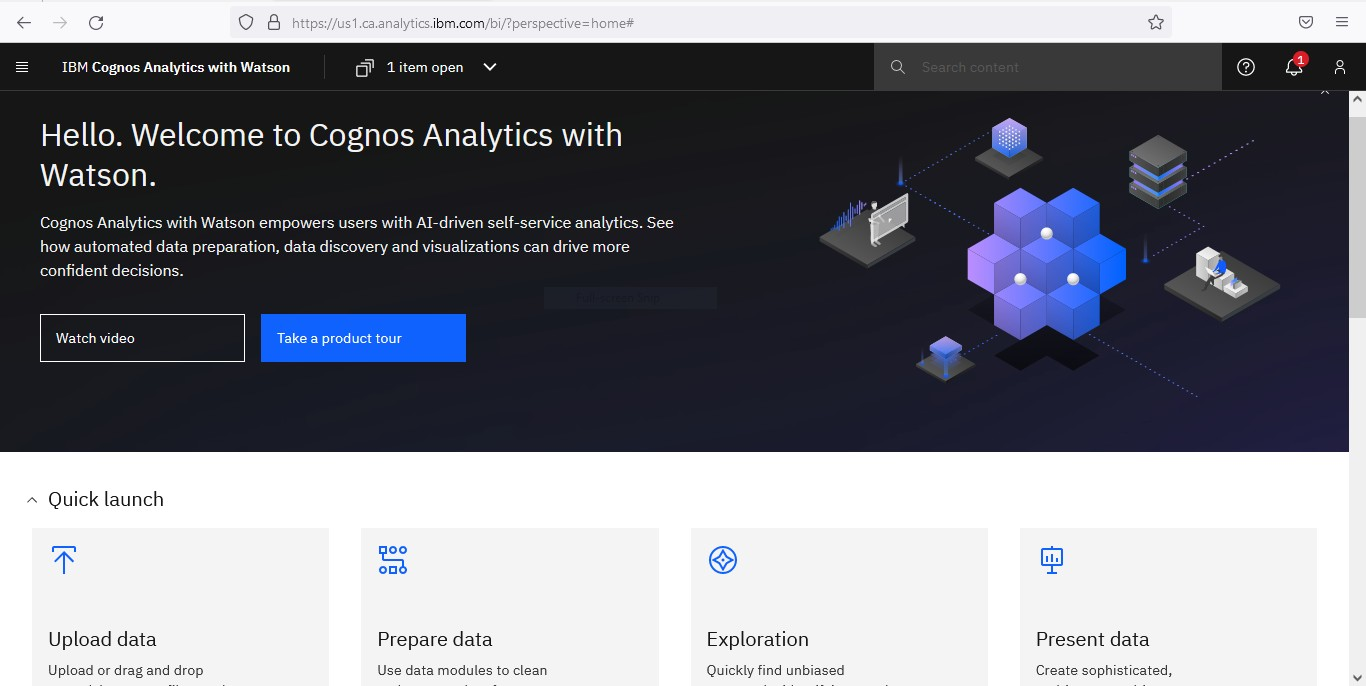 https://us1.ca.analytics.ibm.com/bi/?perspective=home#
IBM Cognos Analytics with Watson
1 item open
Search content
1
Hello. Welcome to Cognos Analytics with
Watson.
Cognos Analytics with Watson empowers users with AI-driven self-service analytics. See
how automated data preparation, data discovery and visualizations can drive more
confident decisions.
Watch video
Take a product tour
Quick launch
Upload data
Prepare data
Exploration
Present data
Upload or drag and drop
Use data modules to clean
Quickly find unbiased
Create sophisticated,